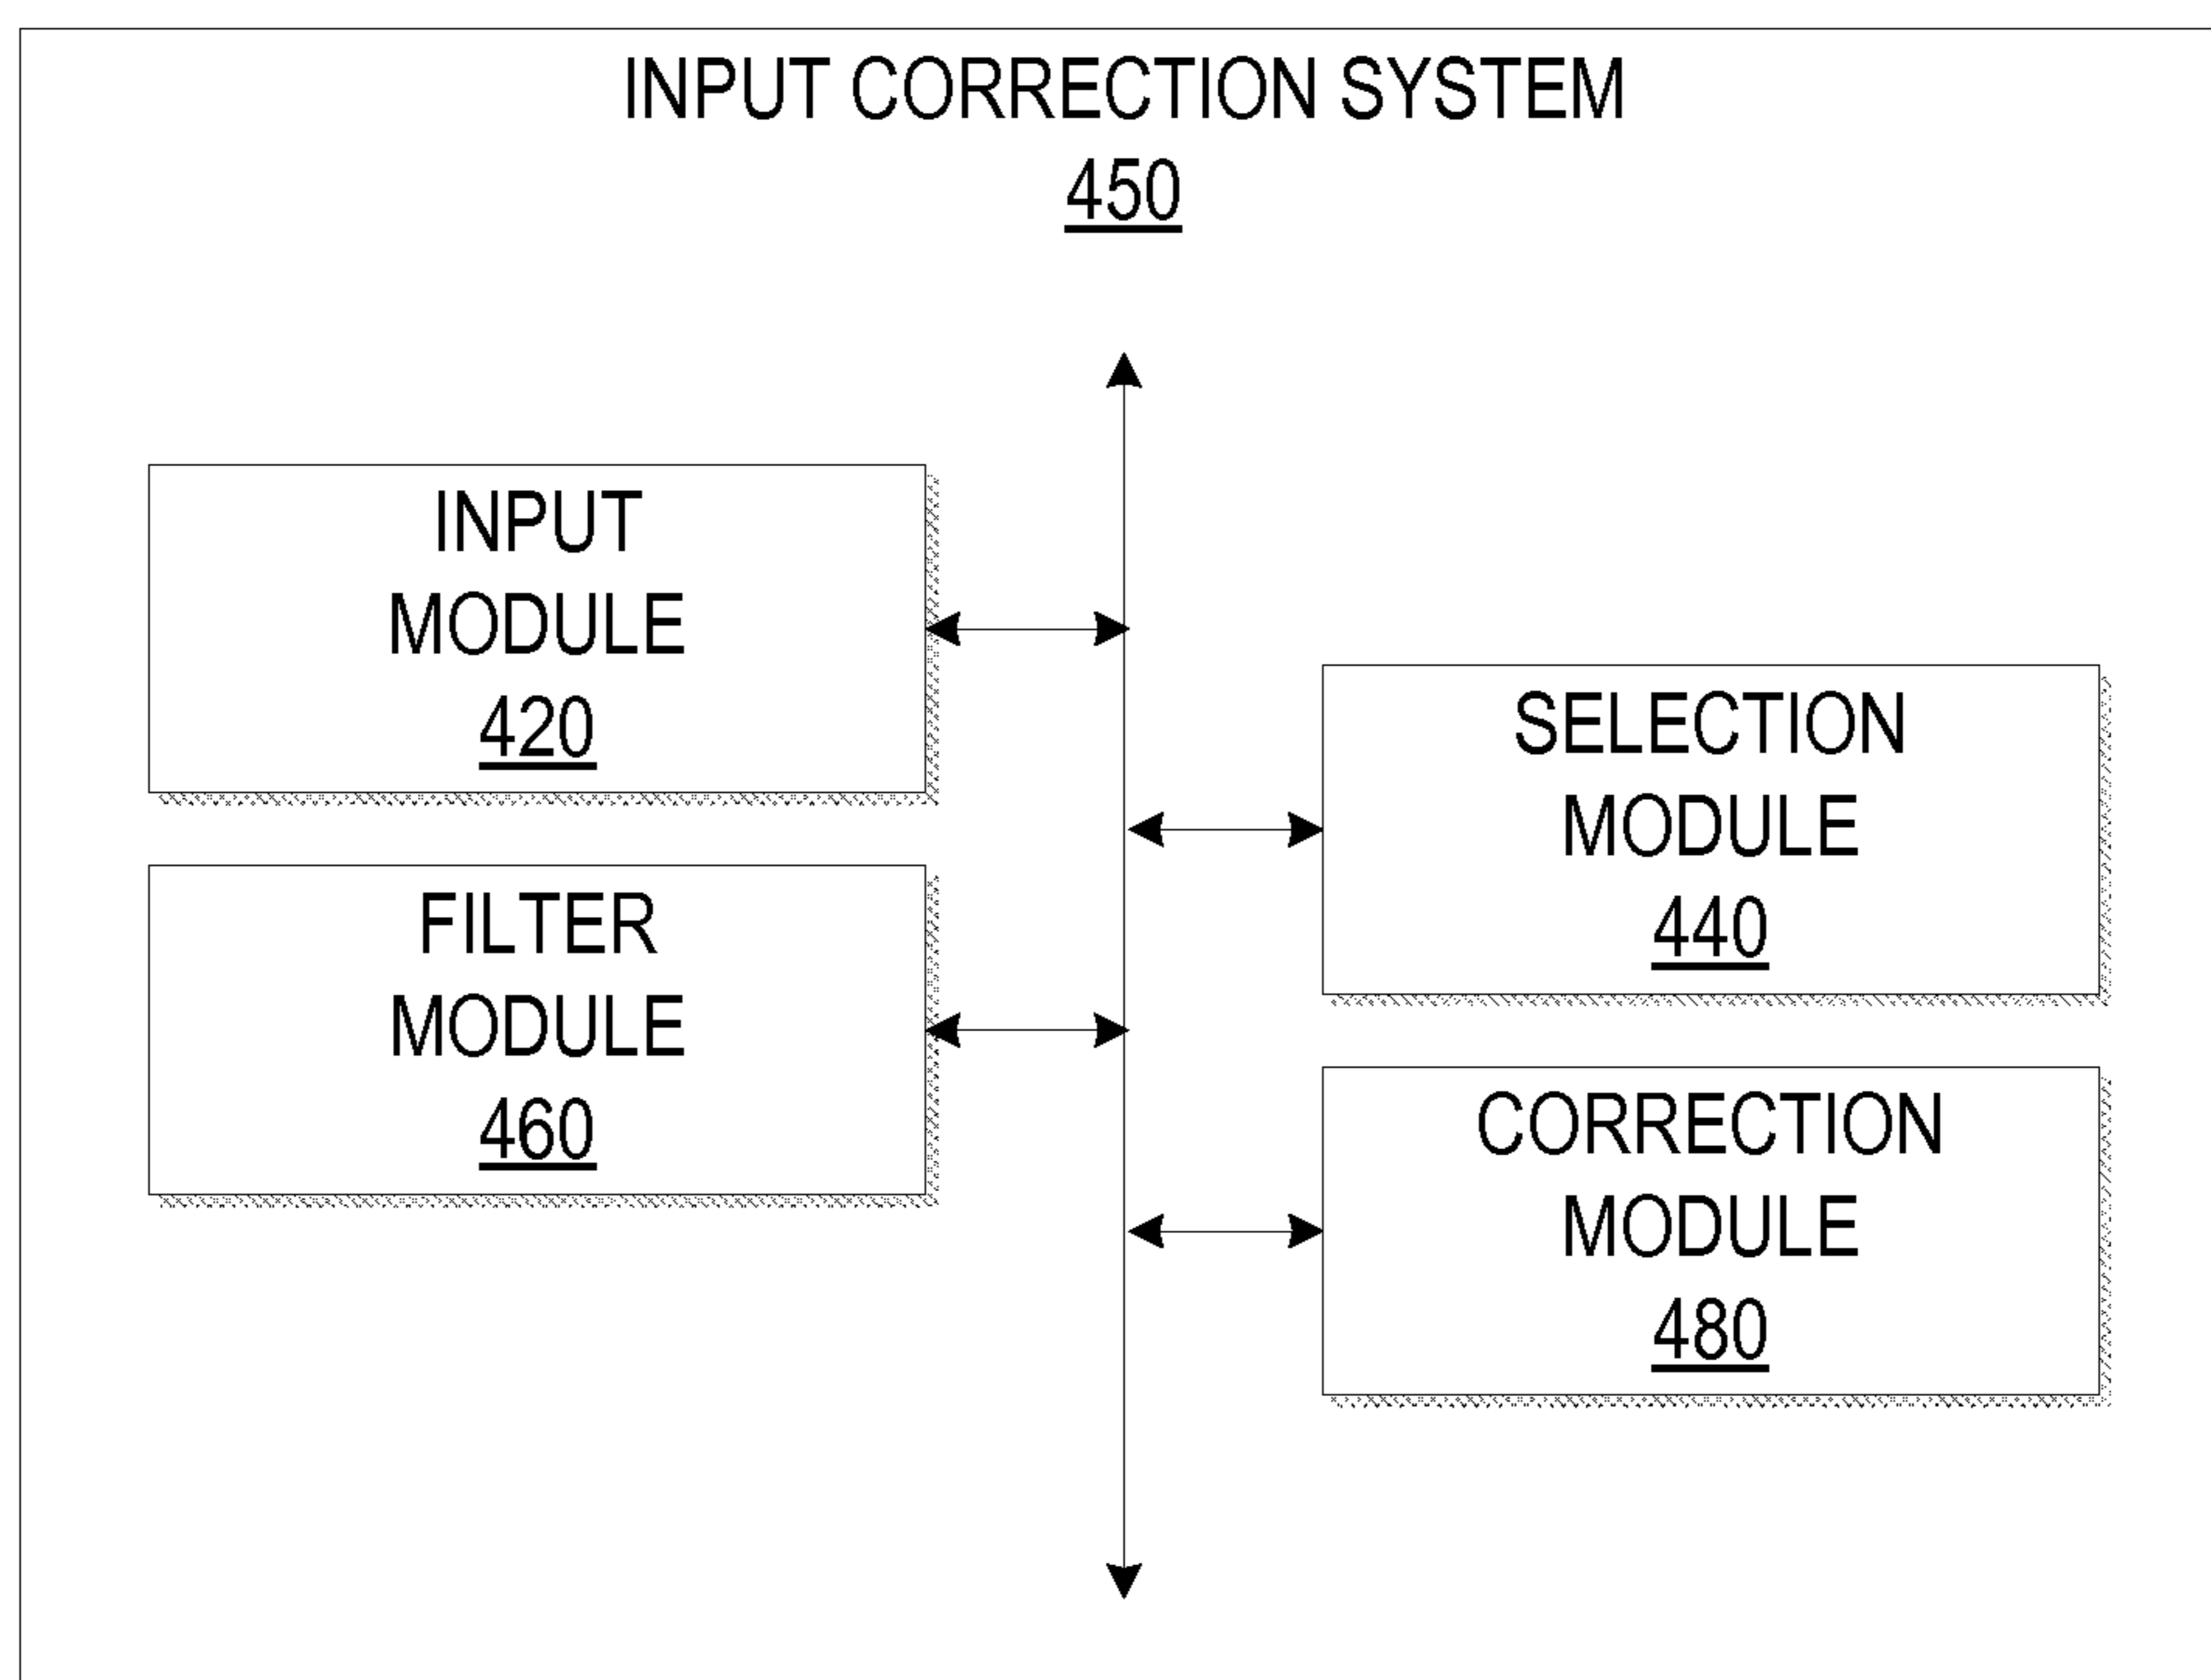 INPUT CORRECTION SYSTEM
450
INPUT
MODULE
420
SELECTION
MODULE
440
FILTER
MODULE
460
CORRECTION
MODULE
480